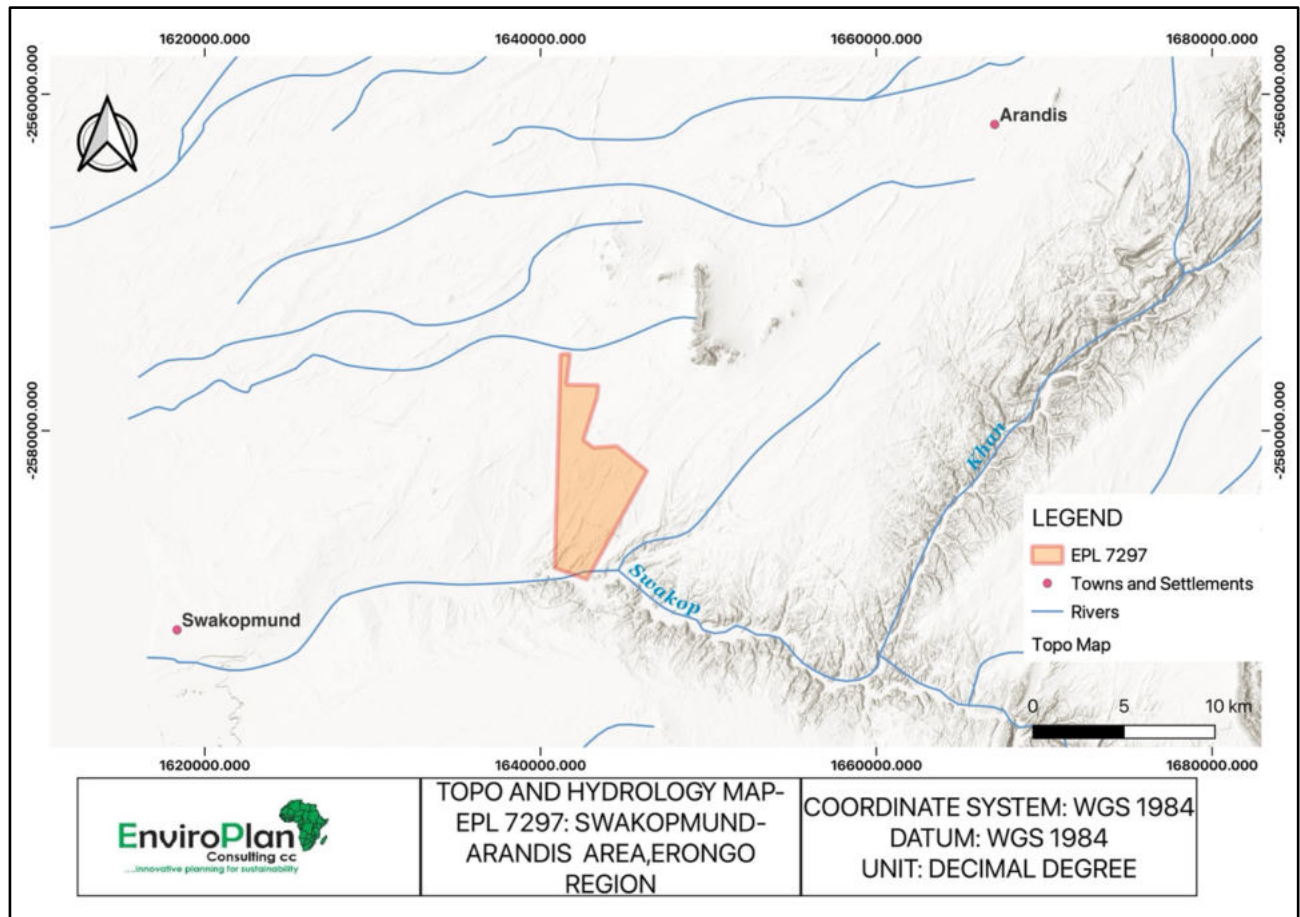 1620000.000
1640000.000
1660000.000
1680000.000
-2560000.000
-2560000.000
Arandis
-2580000.000
-2580000.000
Khan
LEGEND
EPL 7297
Towns and Settlements
Rivers
Topo Map
Swakop
Swakopmund
0
5
10 km
1620000.000
1640000.000
1660000.000
1680000.000
EnviroPlan
Consulting cc
....innovative planning for sustainability
TOPO AND HYDROLOGY MAP-
EPL 7297: SWAKOPMUND-
ARANDIS AREA,ERONGO
REGION
COORDINATE SYSTEM: WGS 1984
DATUM: WGS 1984
UNIT: DECIMAL DEGREE